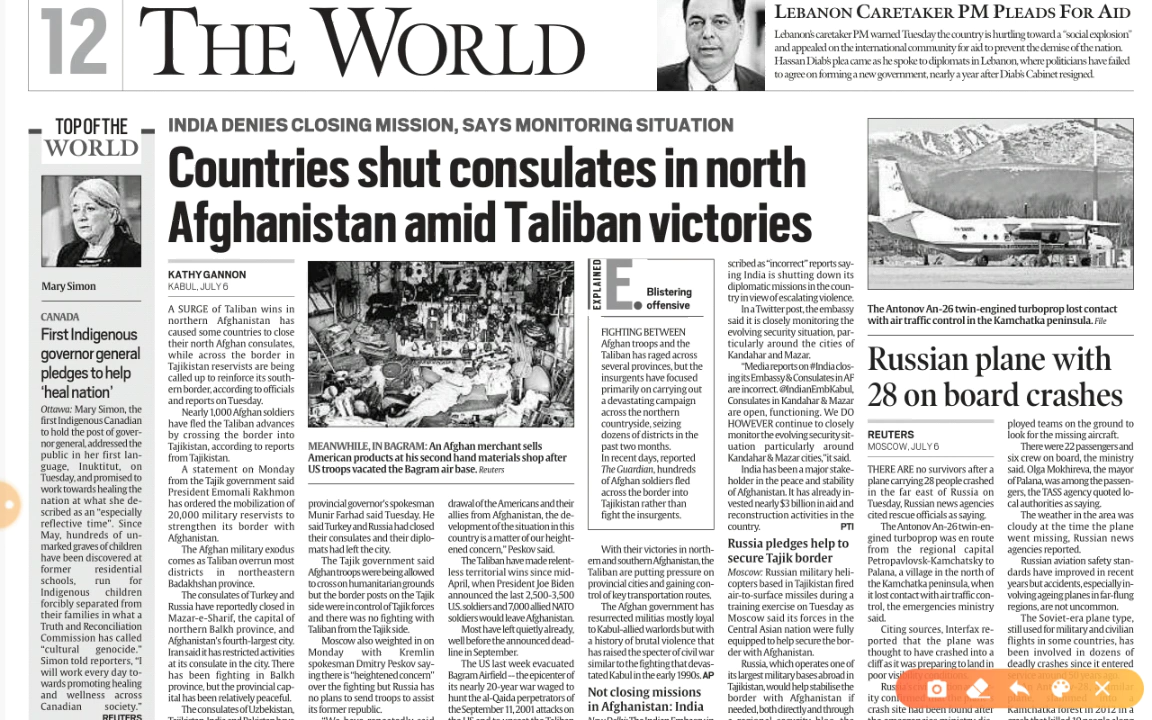 12
THE WORLD
LEBANON CARETAKER PM PLEADS FOR AID
Lebanon's caretaker PM warned Tuesday the country is hurtling toward a "social explosion"
and appealed on the international community for aid to prevent the demise of the nation.
Hassan Diab's plea came as he spoke to diplomats in Lebanon, where politicians have failed
to agree on forming a new government, nearly a year after Diab's Cabinet resigned.
TOP OF THE
WORLD
Mary Simon
CANADA
First Indigenous
governor general
pledges to help
'heal nation'
Ottawa: Mary Simon, the
first Indigenous Canadian
to hold the post of gover-
nor general, addressed the
public in her first lan-
guage, Inuktitut, on
Tuesday, and promised to
work towards healing the
nation at what she de-
scribed as an "especially
reflective time". Since
May, hundreds of un-
marked graves of children
have been discovered at
former residential
schools, run for
Indigenous children
forcibly separated from
their families in what a
Truth and Reconciliation
Commission has called
"cultural genocide."
Simon told reporters, "I
will work every day to-
wards promoting healing
and wellness across
Canadian society."
REUTERS
INDIA DENIES CLOSING MISSION, SAYS MONITORING SITUATION
Countries shut consulates in north
Afghanistan amid Taliban victories
KATHY GANNON
KABUL, JULY 6
A SURGE of Taliban wins in
northern Afghanistan has
caused some countries to close
their north Afghan consulates,
while across the border in
Tajikistan reservists are being
called up to reinforce its south-
ern border, according to officials
and reports on Tuesday.
Nearly 1,000 Afghan soldiers
have fled the Taliban advances
by crossing the border into
Tajikistan, according to reports
from Tajikistan.
A statement on Monday
from the Tajik government said
President Emomali Rakhmon
has ordered the mobilization of
20,000 military reservists to
strengthen its border with
Afghanistan.
The Afghan military exodus
comes as Taliban overrun most
districts in northeastern
Badakhshan province.
The consulates of Turkey and
Russia have reportedly closed in
Mazar-e-Sharif, the capital of
northern Balkh province, and
Afghanistan's fourth-largest city.
Iran said it has restricted activities
at its consulate in the city. There
has been fighting in Balkh
province, but the provincial cap-
ital has been relatively peaceful.
The consulates of Uzbekistan,
Tajikistan, India and Pakistan have
MEANWHILE, IN BAGRAM: An Afghan merchant sells
American products at his second hand materials shop after
US troops vacated the Bagram air base. Reuters
provincial governor's spokesman
Munir Farhad said Tuesday. He
said Turkey and Russia had closed
their consulates and their diplo-
mats had left the city.
The Tajik government said
Afghan troops were being allowed
to cross on humanitarian grounds
but the border posts on the Tajik
side were in control of Tajik forces
and there was no fighting with
Taliban from the Tajik side.
Moscow also weighted in on
Monday with Kremlin
spokesman Dmitry Peskov say-
ing there is "heightened concern"
over the fighting but Russia has
no plans to send troops to assist
its former republic.
"We have repeatedly said
drawal of the Americans and their
allies from Afghanistan, the de-
velopment of the situation in this
country is a matter of our height-
ened concern," Peskov said.
The Taliban have made relent-
less territorial wins since mid-
April, when President Joe Biden
announced the last 2,500-3,500
U.S. soldiers and 7,000 allied NATO
soldiers would leave Afghanistan.
Most have left quietly already,
well before the announced dead-
line in September.
The US last week evacuated
Bagram Airfield — the epicenter of
its nearly 20-year war waged to
hunt the al-Qaida perpetrators of
the September 11, 2001 attacks on
EXPLAINED
E.
Blistering
offensive
FIGHTING BETWEEN
Afghan troops and the
Taliban has raged across
several provinces, but the
insurgents have focused
primarily on carrying out
a devastating campaign
across the northern
countryside, seizing
dozens of districts in the
past two months.
In recent days, reported
The Guardian, hundreds
of Afghan soldiers fled
across the border into
Tajikistan rather than
fight the insurgents.
With their victories in north-
ern and southern Afghanistan, the
Taliban are putting pressure on
provincial cities and gaining con-
trol of key transportation routes.
The Afghan government has
resurrected militias mostly loyal
to Kabul-allied warlords but with
a history of brutal violence that
has raised the specter of civil war
similar to the fighting that devas-
tated Kabul in the early 1990s. AP
Not closing missions
in Afghanistan: India
scribed as "incorrect" reports say-
ing India is shutting down its
diplomatic missions in the coun-
try in view of escalating violence.
In a Twitter post, the embassy
said it is closely monitoring the
evolving security situation, par-
ticularly around the cities of
Kandahar and Mazar.
"Media reports on #India clos-
ing its Embassy & Consulates in AF
are incorrect. @IndianEmbKabul,
Consulates in Kandahar & Mazar
are open, functioning. We DO
HOWEVER continue to closely
monitor the evolving security sit-
uation particularly around
Kandahar & Mazar cities," it said.
India has been a major stake-
holder in the peace and stability
of Afghanistan. It has already in-
vested nearly $3 billion in aid and
reconstruction activities in the
country. PTI
Russia pledges help to
secure Tajik border
Moscow: Russian military heli-
copters based in Tajikistan fired
air-to-surface missiles during a
training exercise on Tuesday as
Moscow said its forces in the
Central Asian nation were fully
equipped to help secure the bor-
der with Afghanistan.
Russia, which operates one of
its largest military bases abroad in
Tajikistan, would help stabilise the
border with Afghanistan if
needed, both directly and through
The Antonov An-26 twin-engined turboprop lost contact
with air traffic control in the Kamchatka peninsula. File
Russian plane with
28 on board crashes
REUTERS
MOSCOW, JULY 6
THERE ARE no survivors after a
plane carrying 28 people crashed
in the far east of Russia on
Tuesday, Russian news agencies
cited rescue officials as saying.
The Antonov An-26 twin-en-
gined turboprop was en route
from the regional capital
Petropavlovsk-Kamchatsky to
Palana, a village in the north of
the Kamchatka peninsula, when
it lost contact with air traffic con-
trol, the emergencies ministry
said.
Citing sources, Interfax re-
ported that the plane was
thought to have crashed into a
cliff as it was preparing to land in
poor
ployed teams on the ground to
look for the missing aircraft.
There were 22 passengers and
six crew on board, the ministry
said. Olga Mokhireva, the mayor
of Palana, was among the passen-
gers, the TASS agency quoted lo-
cal authorities as saying.
The weather in the area was
cloudy at the time the plane
went missing, Russian news
agencies reported.
Russian aviation safety stan-
dards have improved in recent
years but accidents, especially in-
volving ageing planes in far-flung
regions, are not uncommon.
The Soviet-era plane type,
still used for military and civilian
flights in some countries, has
been involved in dozens of
deadly crashes since it entered